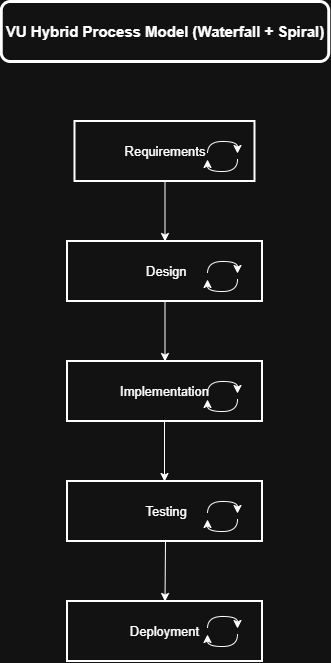 VU Hybrid Process Model (Waterfall + Spiral)
Requirements
Design
Implementation
Testing
Deployment